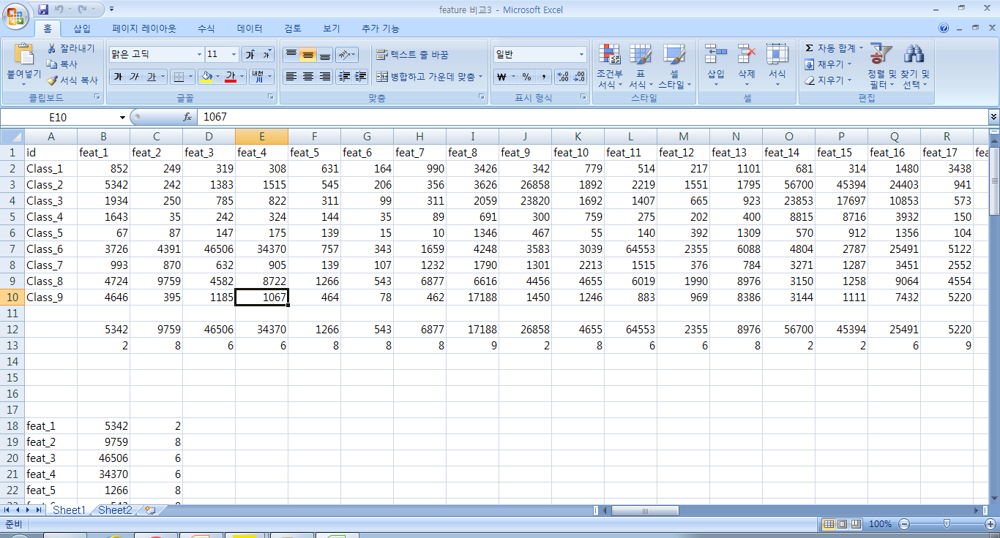 feature 비교3 - Microsoft Excel
홈 삽입 페이지 레이아웃 수식 데이터 검토 보기 추가 기능
붙여넣기 잘라내기 복사 서식 복사 클립보드
맑은 고딕 11 가 가 가 가 가 가 내천 글꼴
텍스트 줄 바꿈 병합하고 가운데 맞춤 맞춤
일반 ₩ % , 표시 형식
조건부 서식 표 서식 셀 스타일 스타일
삽입 삭제 서식 셀
Σ 자동 합계 채우기 지우기 정렬 및 필터 찾기 및 선택 편집
E10 fx 1067
A B C D E F G H I J K L M N O P Q R
1 id feat_1 feat_2 feat_3 feat_4 feat_5 feat_6 feat_7 feat_8 feat_9 feat_10 feat_11 feat_12 feat_13 feat_14 feat_15 feat_16 feat_17
2 Class_1 852 249 319 308 631 164 990 3426 342 779 514 217 1101 681 314 1480 3438
3 Class_2 5342 242 1383 1515 545 206 356 3626 26858 1892 2219 1551 1795 56700 45394 24403 941
4 Class_3 1934 250 785 822 311 99 311 2059 23820 1692 1407 665 923 23853 17697 10853 573
5 Class_4 1643 35 242 324 144 35 89 691 300 759 275 202 400 8815 8716 3932 150
6 Class_5 67 87 147 175 139 15 10 1346 467 55 140 392 1309 570 912 1356 104
7 Class_6 3726 4391 46506 34370 757 343 1659 4248 3583 3039 64553 2355 6088 4804 2787 25491 5122
8 Class_7 993 870 632 905 139 107 1232 1790 1301 2213 1515 376 784 3271 1287 3451 2552
9 Class_8 4724 9759 4582 8722 1266 543 6877 6616 4456 4655 6019 1990 8976 3150 1258 9064 4554
10 Class_9 4646 395 1185 1067 464 78 462 17188 1450 1246 883 969 8386 3144 1111 7432 5220
11
12 5342 9759 46506 34370 1266 543 6877 17188 26858 4655 64553 2355 8976 56700 45394 25491 5220
13 2 8 6 6 8 8 8 9 2 8 6 6 8 2 2 6 9
14
15
16
17
18 feat_1 5342 2
19 feat_2 9759 8
20 feat_3 46506 6
21 feat_4 34370 6
22 feat_5 1266 8
Sheet1 Sheet2
준비 100%